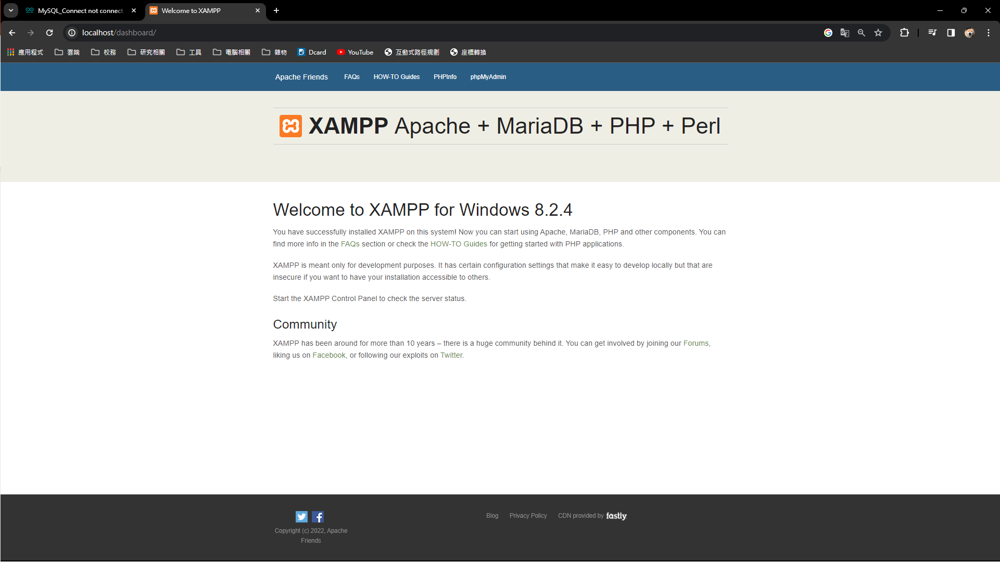 MySQL_Connect not connect
Welcome to XAMPP
localhost/dashboard/
應用程式
雲端
校務
研究相關
工具
電腦相關
雜物
Dcard
YouTube
互動式路徑規劃
座標轉換
Apache Friends
FAQs
HOW-TO Guides
PHPInfo
phpMyAdmin
XAMPP Apache + MariaDB + PHP + Perl
Welcome to XAMPP for Windows 8.2.4
You have successfully installed XAMPP on this system! Now you can start using Apache, MariaDB, PHP and other components. You can
find more info in the FAQs section or check the HOW-TO Guides for getting started with PHP applications.
XAMPP is meant only for development purposes. It has certain configuration settings that make it easy to develop locally but that are
insecure if you want to have your installation accessible to others.
Start the XAMPP Control Panel to check the server status.
Community
XAMPP has been around for more than 10 years – there is a huge community behind it. You can get involved by joining our Forums,
liking us on Facebook, or following our exploits on Twitter.
Blog
Privacy Policy
CDN provided by fastly
Copyright (c) 2022, Apache
Friends